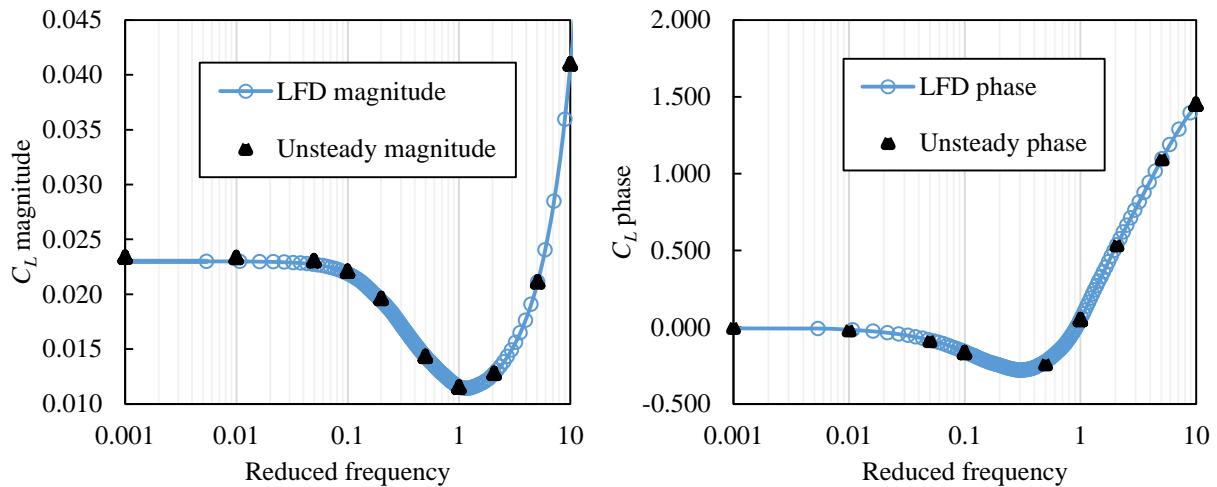 0.045
0.040
0.035
0.030
0.025
0.020
0.015
0.010
C_L magnitude
LFD magnitude
Unsteady magnitude
0.001 0.01 0.1 1 10
Reduced frequency
2.000
1.500
1.000
0.500
0.000
-0.500
C_L phase
LFD phase
Unsteady phase
0.001 0.01 0.1 1 10
Reduced frequency